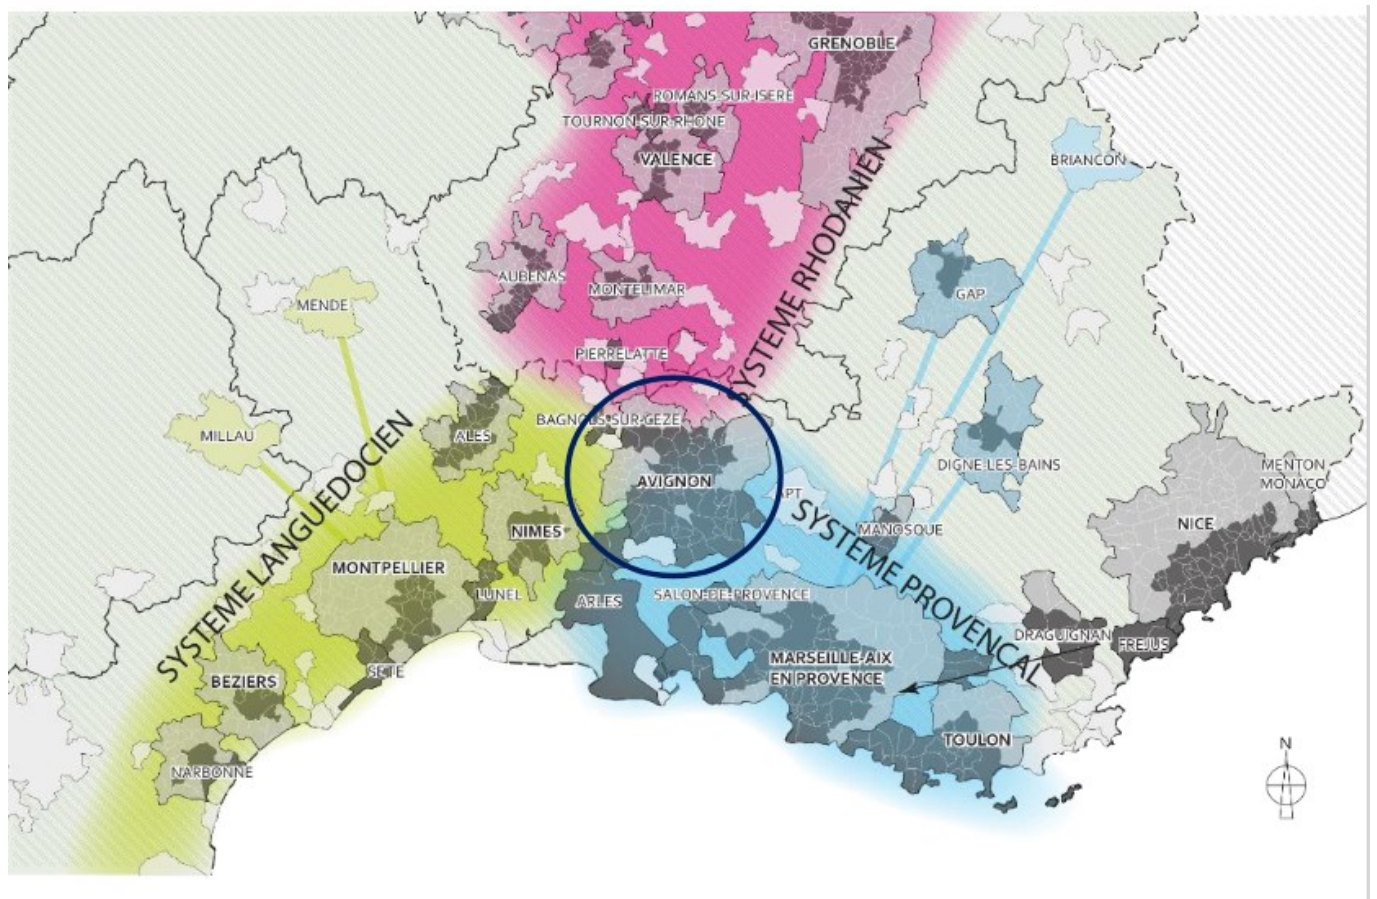 GRENOBLE
ROMANS-SUR-ISERE
TOURNON-SUR-RHONE
VALENCE
BRIANCON
SYSTEME RHODANIEN
AUBENAS
MONTELIMAR
GAP
MENDE
PIERRELATTE
BAGNOLS-SUR-CEZE
MILLAU
ALES
SYSTEME LANGUEDOCIEN
DIGNE-LES-BAINS
MENTON
MONACO
AVIGNON
APT
NICE
NIMES
MANOSQUE
SYSTEME PROVENCAL
MONTPELLIER
LUNEL
ARLES
SALON-DE-PROVENCE
DRAGUIGNAN
FREJUS
MARSEILLE-AIX
EN PROVENCE
SETE
BEZIERS
TOULON
NARBONNE
N